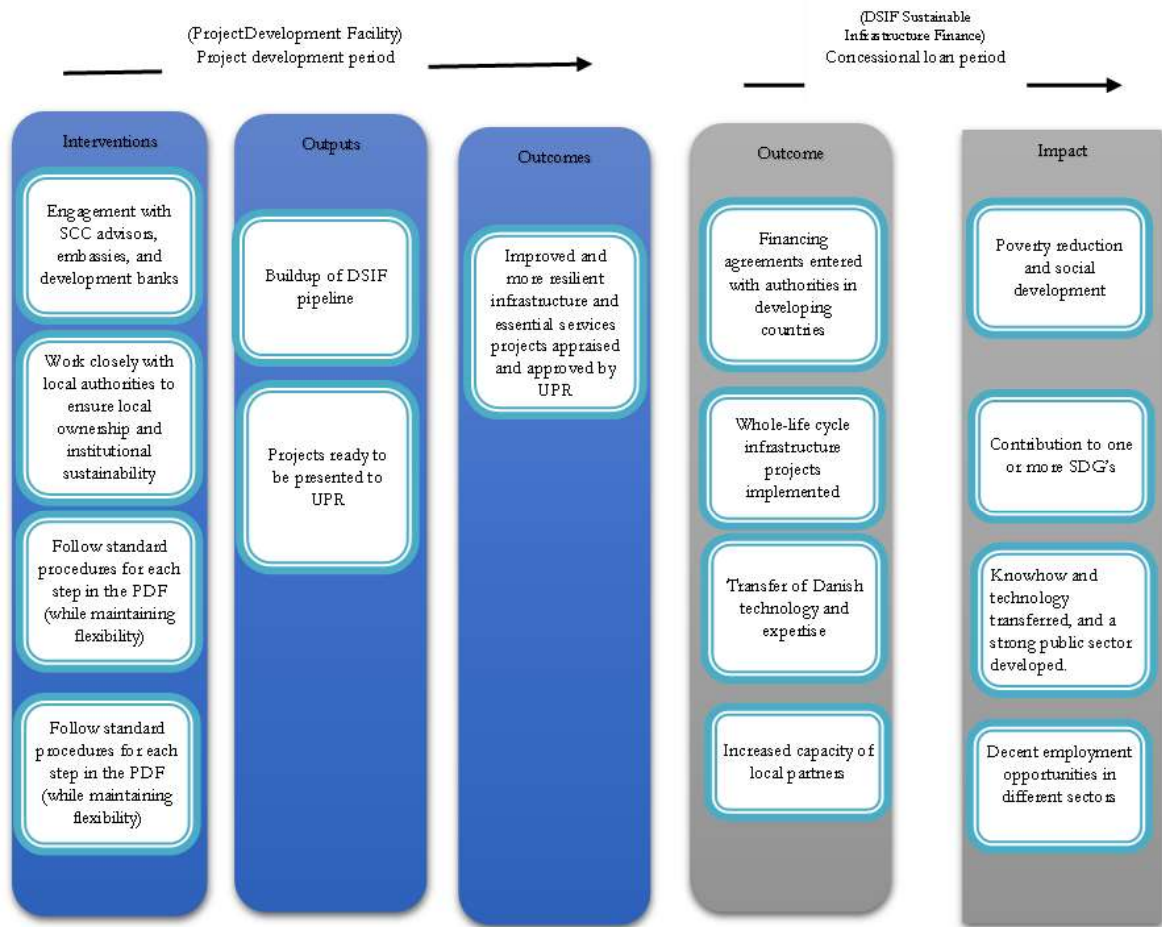 (ProjectDevelopment Facility)
Project development period
(DSIF Sustainable
Infrastructure Finance)
Concessional loan period
Interventions
Engagement with
SCC advisors,
embassies, and
development banks
Work closely with
local authorities to
ensure local
ownership and
institutional
sustainability
Follow standard
procedures for each
step in the PDF
(while maintaining
flexibility)
Follow standard
procedures for each
step in the PDF
(while maintaining
flexibility)
Outputs
Buildup of DSIF
pipeline
Projects ready to
be presented to
UPR
Outcomes
Improved and
more resilient
infrastructure and
essential services
projects appraised
and approved by
UPR
Outcome
Financing
agreements entered
with authorities in
developing
countries
Whole-life cycle
infrastructure
projects
implemented
Transfer of Danish
technology and
expertise
Increased capacity of
local partners
Impact
Poverty reduction
and social
development
Contribution to one
or more SDG's
Knowhow and
technology
transferred, and a
strong public sector
developed.
Decent employment
opportunities in
different sectors